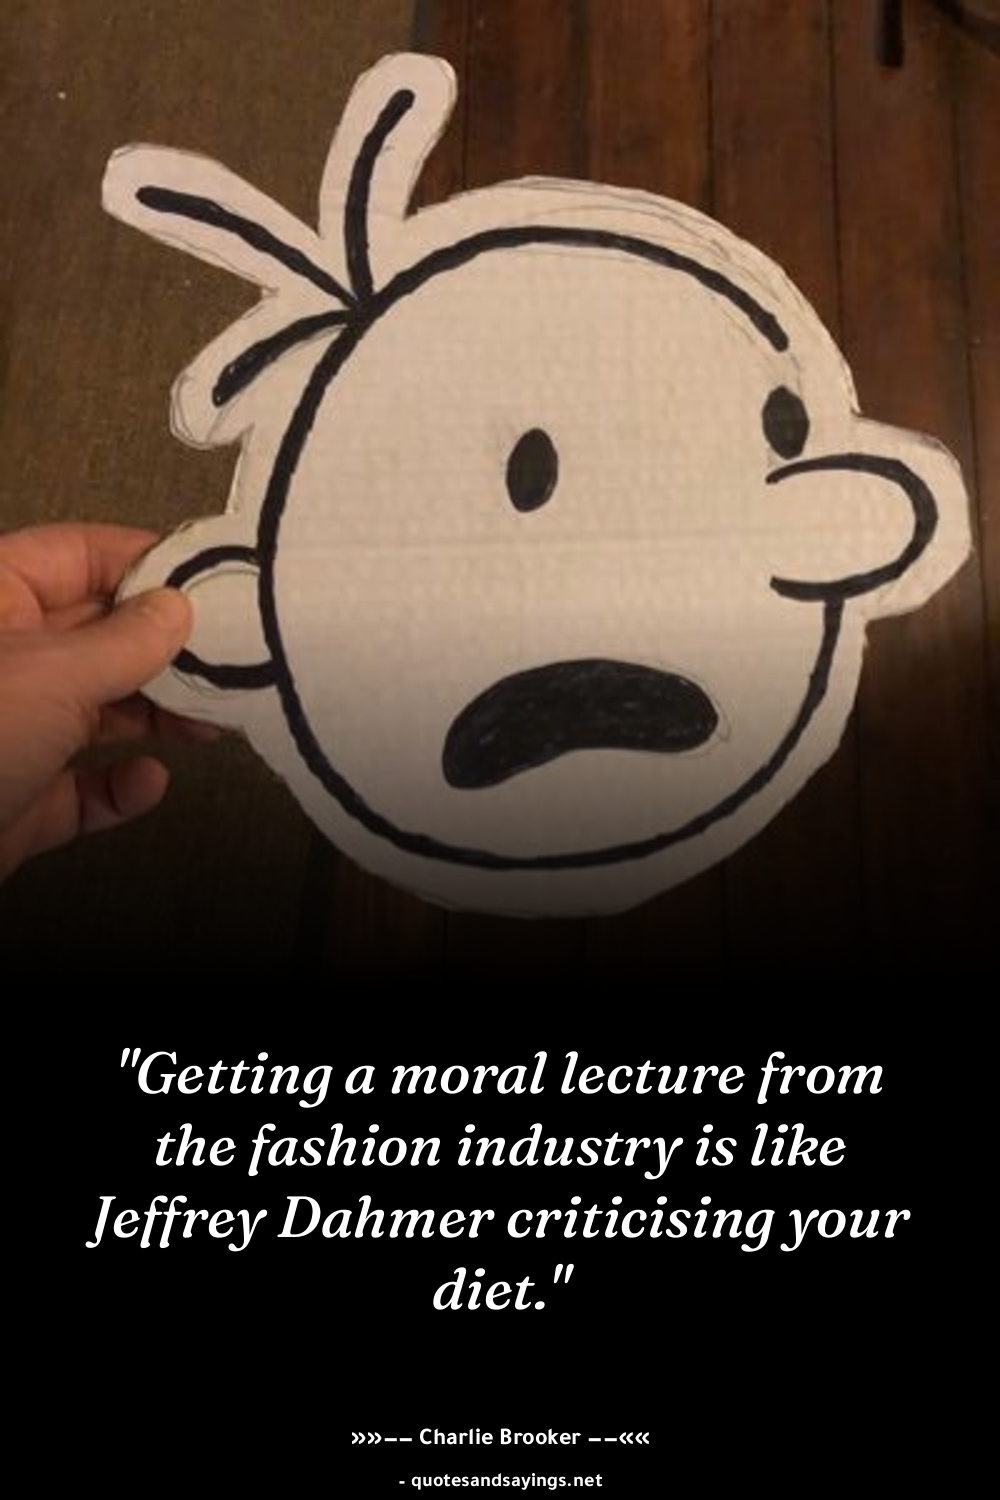 "Getting a moral lecture from
the fashion industry is like
Jeffrey Dahmer criticising your
diet."
»»−− Charlie Brooker −−««
- quotesandsayings.net